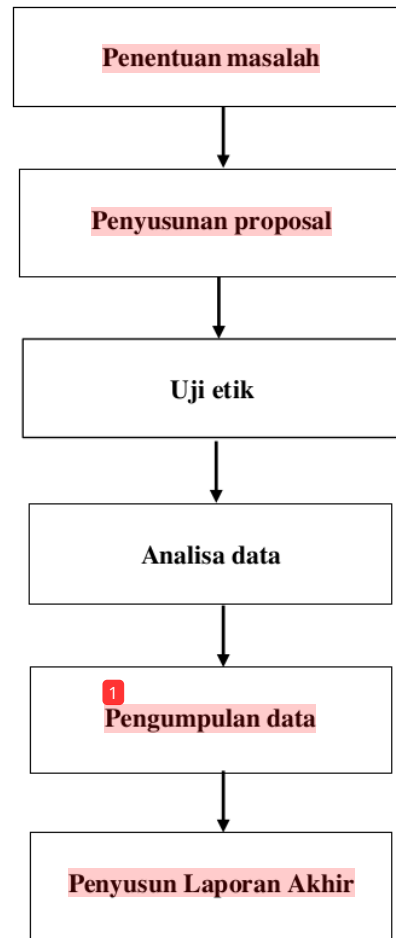 Penentuan masalah
Penyusunan proposal
Uji etik
Analisa data
1
Pengumpulan data
Penyusun Laporan Akhir